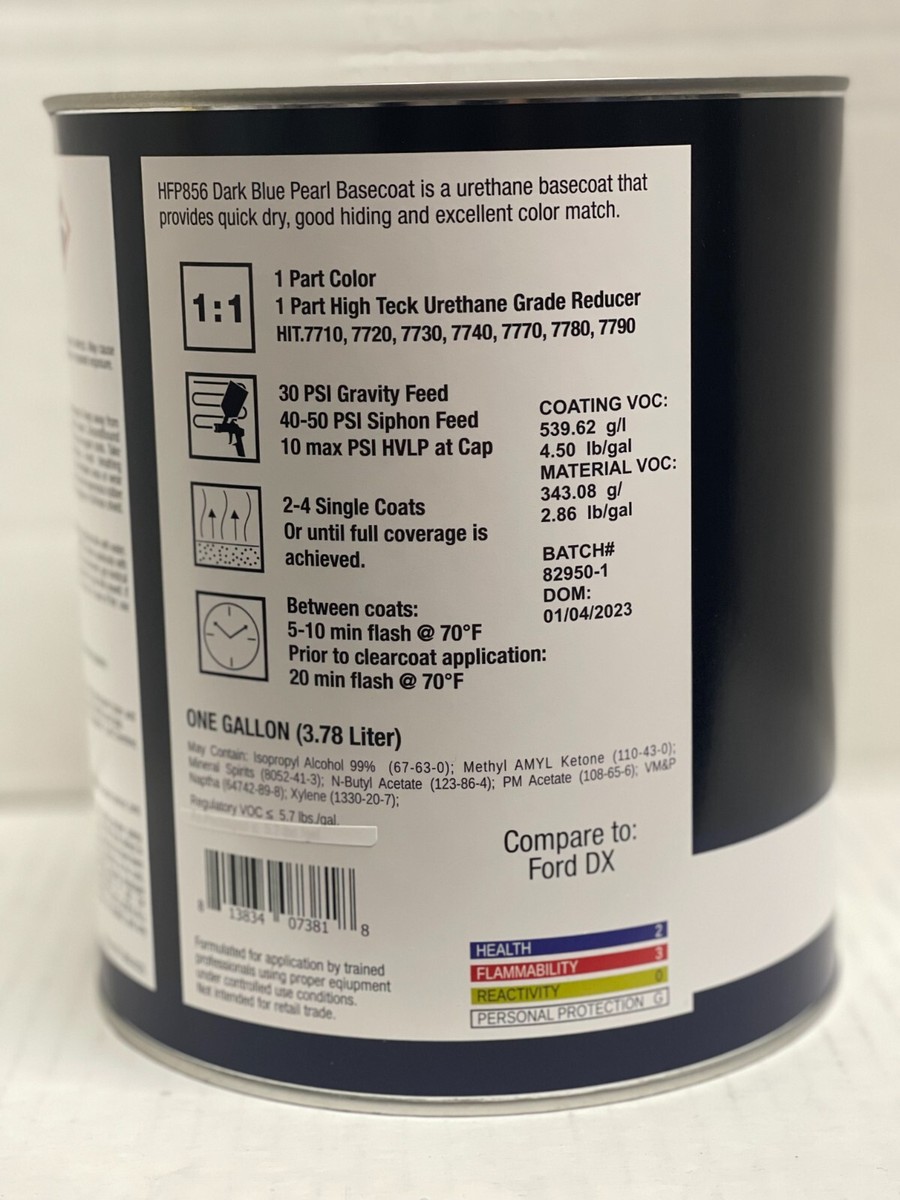 HFP856 Dark Blue Pearl Basecoat is a urethane basecoat that
provides quick dry, good hiding and excellent color match.
1:1
1 Part Color
1 Part High Teck Urethane Grade Reducer
HIT.7710, 7720, 7730, 7740, 7770, 7780, 7790
30 PSI Gravity Feed
40-50 PSI Siphon Feed
10 max PSI HVLP at Cap
COATING VOC:
539.62 g/l
4.50 lb/gal
MATERIAL VOC:
343.08 g/
2.86 lb/gal
2-4 Single Coats
Or until full coverage is
achieved.
BATCH#
82950-1
DOM:
01/04/2023
Between coats:
5-10 min flash @ 70°F
Prior to clearcoat application:
20 min flash @ 70°F
ONE GALLON (3.78 Liter)
May Contain: Isopropyl Alcohol 99% (67-63-0); Methyl AMYL Ketone (110-43-0);
Mineral Spirits (8052-41-3); N-Butyl Acetate (123-86-4); PM Acetate (108-65-6); VM&P
Naptha (64742-89-8); Xylene (1330-20-7);
Regulatory VOC ≤ 5.7 lbs./gal.
Compare to:
Ford DX
8 13834 07381 8
HEALTH 2
FLAMMABILITY 3
REACTIVITY 0
PERSONAL PROTECTION G
Formulated for application by trained
professionals using proper eqiupment
under controlled use conditions.
Not intended for retail trade.